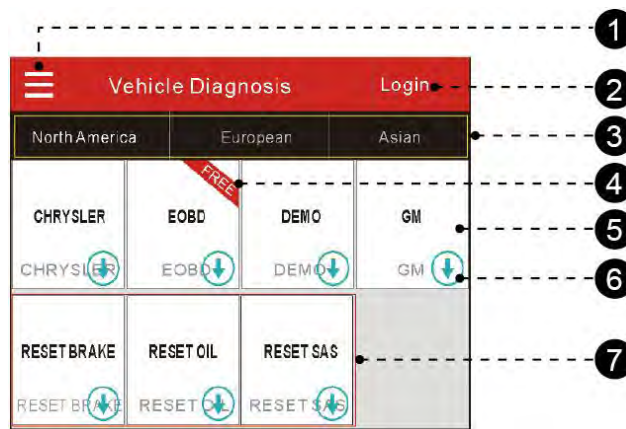 1
Vehicle Diagnosis Login
2
North America European Asian
3
FREE
4
CHRYSLER EOBD DEMO GM
5
CHRYSLER EOBD DEMO GM
6
RESET BRAKE RESET OIL RESET SAS
7
RESET BRAKE RESET OIL RESET SAS